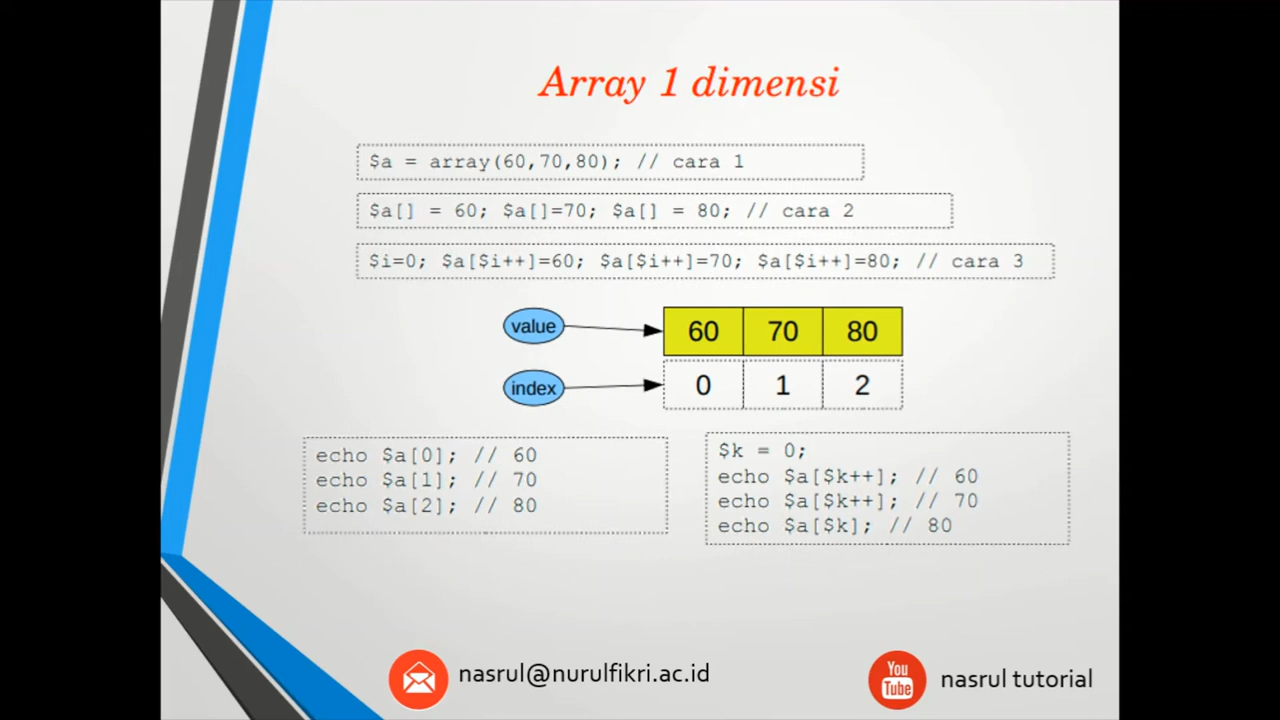 Array 1 dimensi
$a = array(60,70,80); // cara 1
$a[] = 60; $a[]=70; $a[] = 80; // cara 2
$i=0; $a[$i++]=60; $a[$i++]=70; $a[$i++]=80; // cara 3
value 60 70 80
index 0 1 2
echo $a[0]; // 60
echo $a[1]; // 70
echo $a[2]; // 80
$k = 0;
echo $a[$k++]; // 60
echo $a[$k++]; // 70
echo $a[$k]; // 80
nasrul@nurulfikri.ac.id
You
Tube
nasrul tutorial